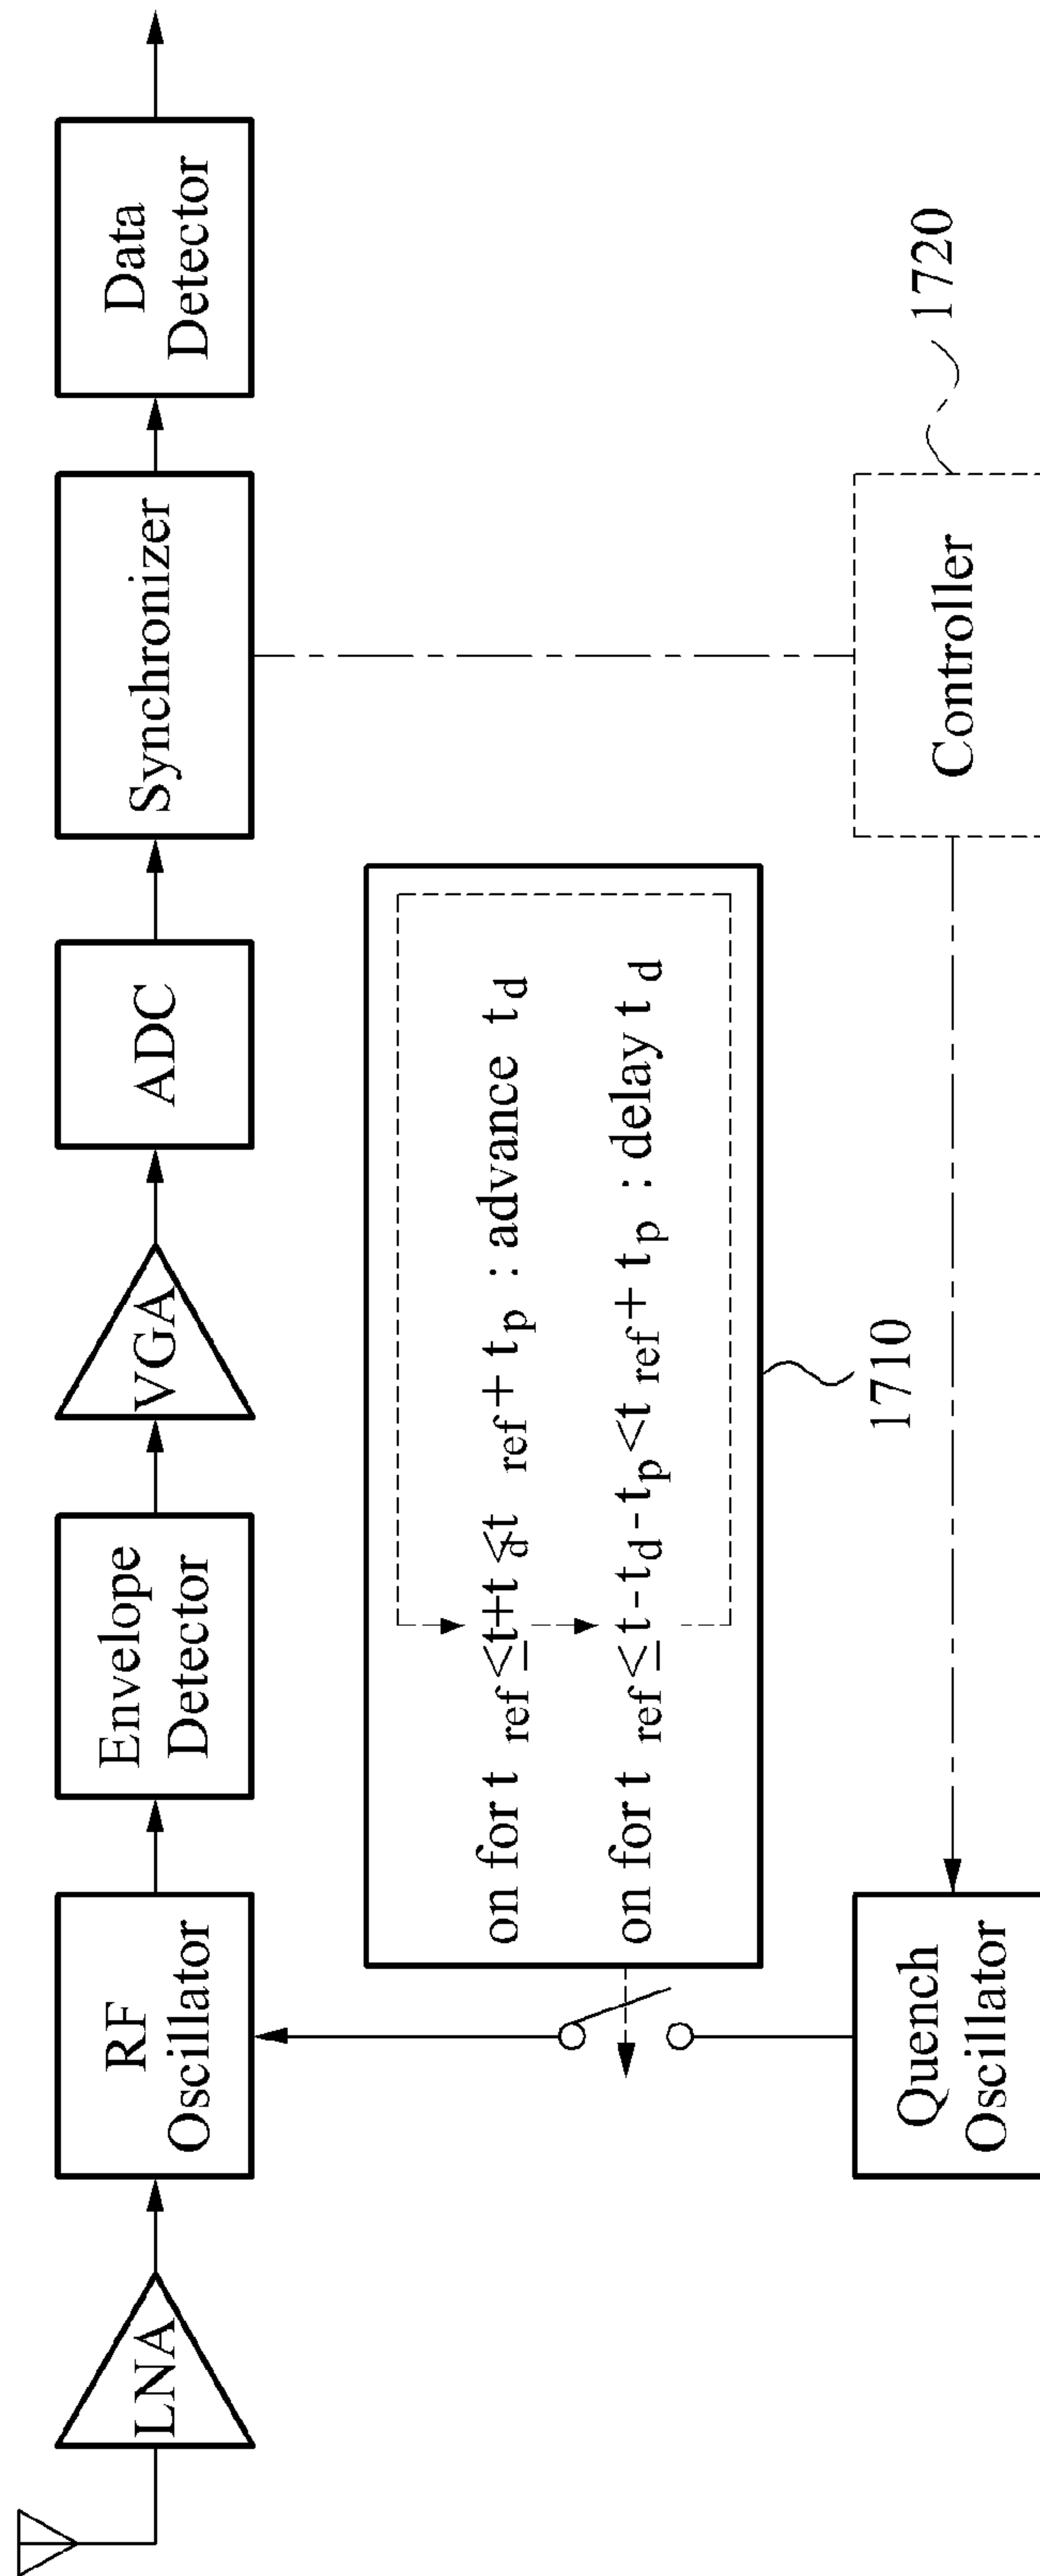 LNA
RF
Oscillator
Envelope
Detector
VGA
ADC
Synchronizer
Data
Detector
on for t ref ≤ t+t d < t ref + t p : advance t d
on for t ref ≤ t - t d - t p < t ref + t p : delay t d
1710
Quench
Oscillator
Controller
1720